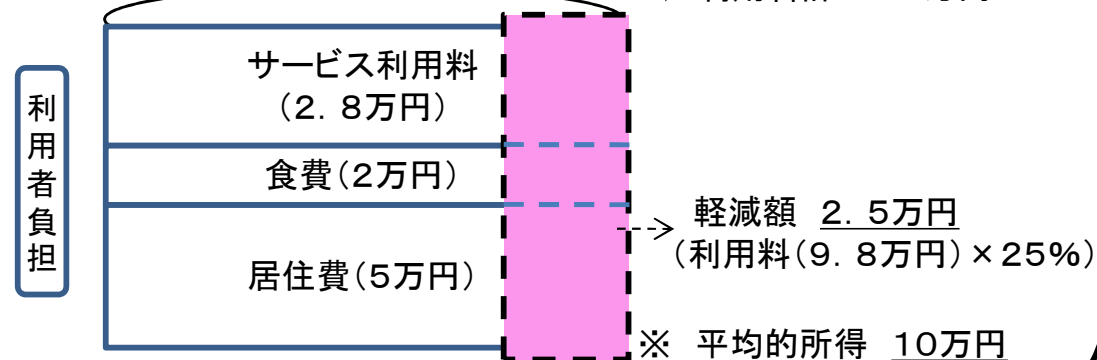 利用者負担
サービス利用料
（２．８万円）
食費（２万円）
居住費（５万円）
軽減額 ２．５万円
（利用料（９．８万円）×２５％）
※ 平均的所得 １０万円